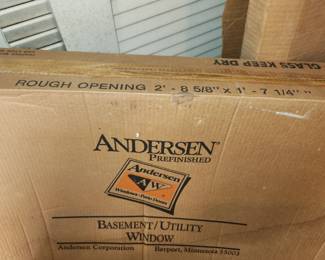 GLASS KEEP DRY
ROUGH OPENING 2' - 8 5/8" x 1' - 7 1/4"
ANDERSEN®
PREFINISHED
Andersen
AW
Windows·Patio Doors
BASEMENT/UTILITY
WINDOW
Andersen Corporation Bayport, Minnesota 55003